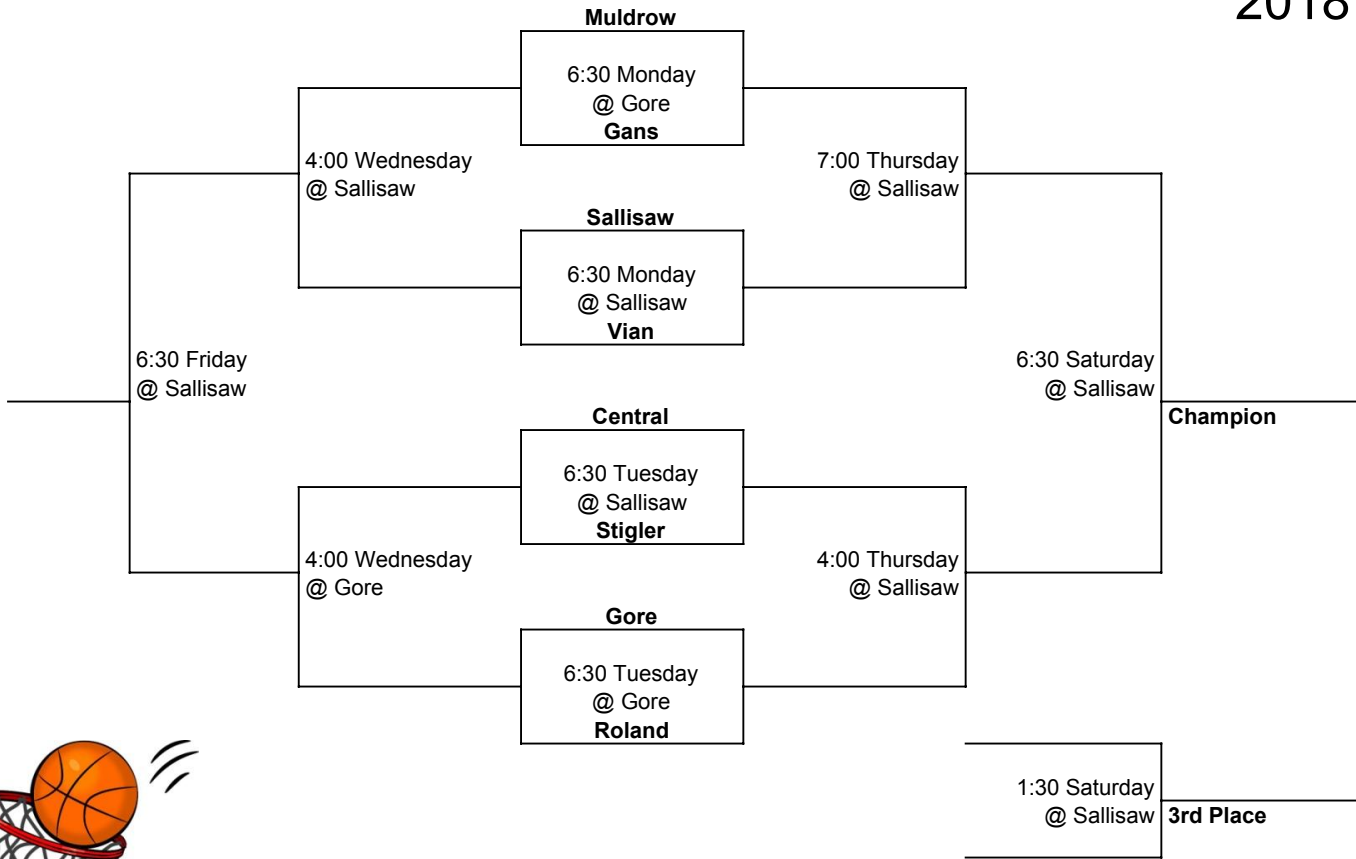 2018
Muldrow
6:30 Monday
@ Gore
Gans
4:00 Wednesday
@ Sallisaw
7:00 Thursday
@ Sallisaw
Sallisaw
6:30 Monday
@ Sallisaw
Vian
6:30 Friday
@ Sallisaw
6:30 Saturday
@ Sallisaw
Champion
Central
6:30 Tuesday
@ Sallisaw
Stigler
4:00 Wednesday
@ Gore
4:00 Thursday
@ Sallisaw
Gore
6:30 Tuesday
@ Gore
Roland
1:30 Saturday
@ Sallisaw
3rd Place